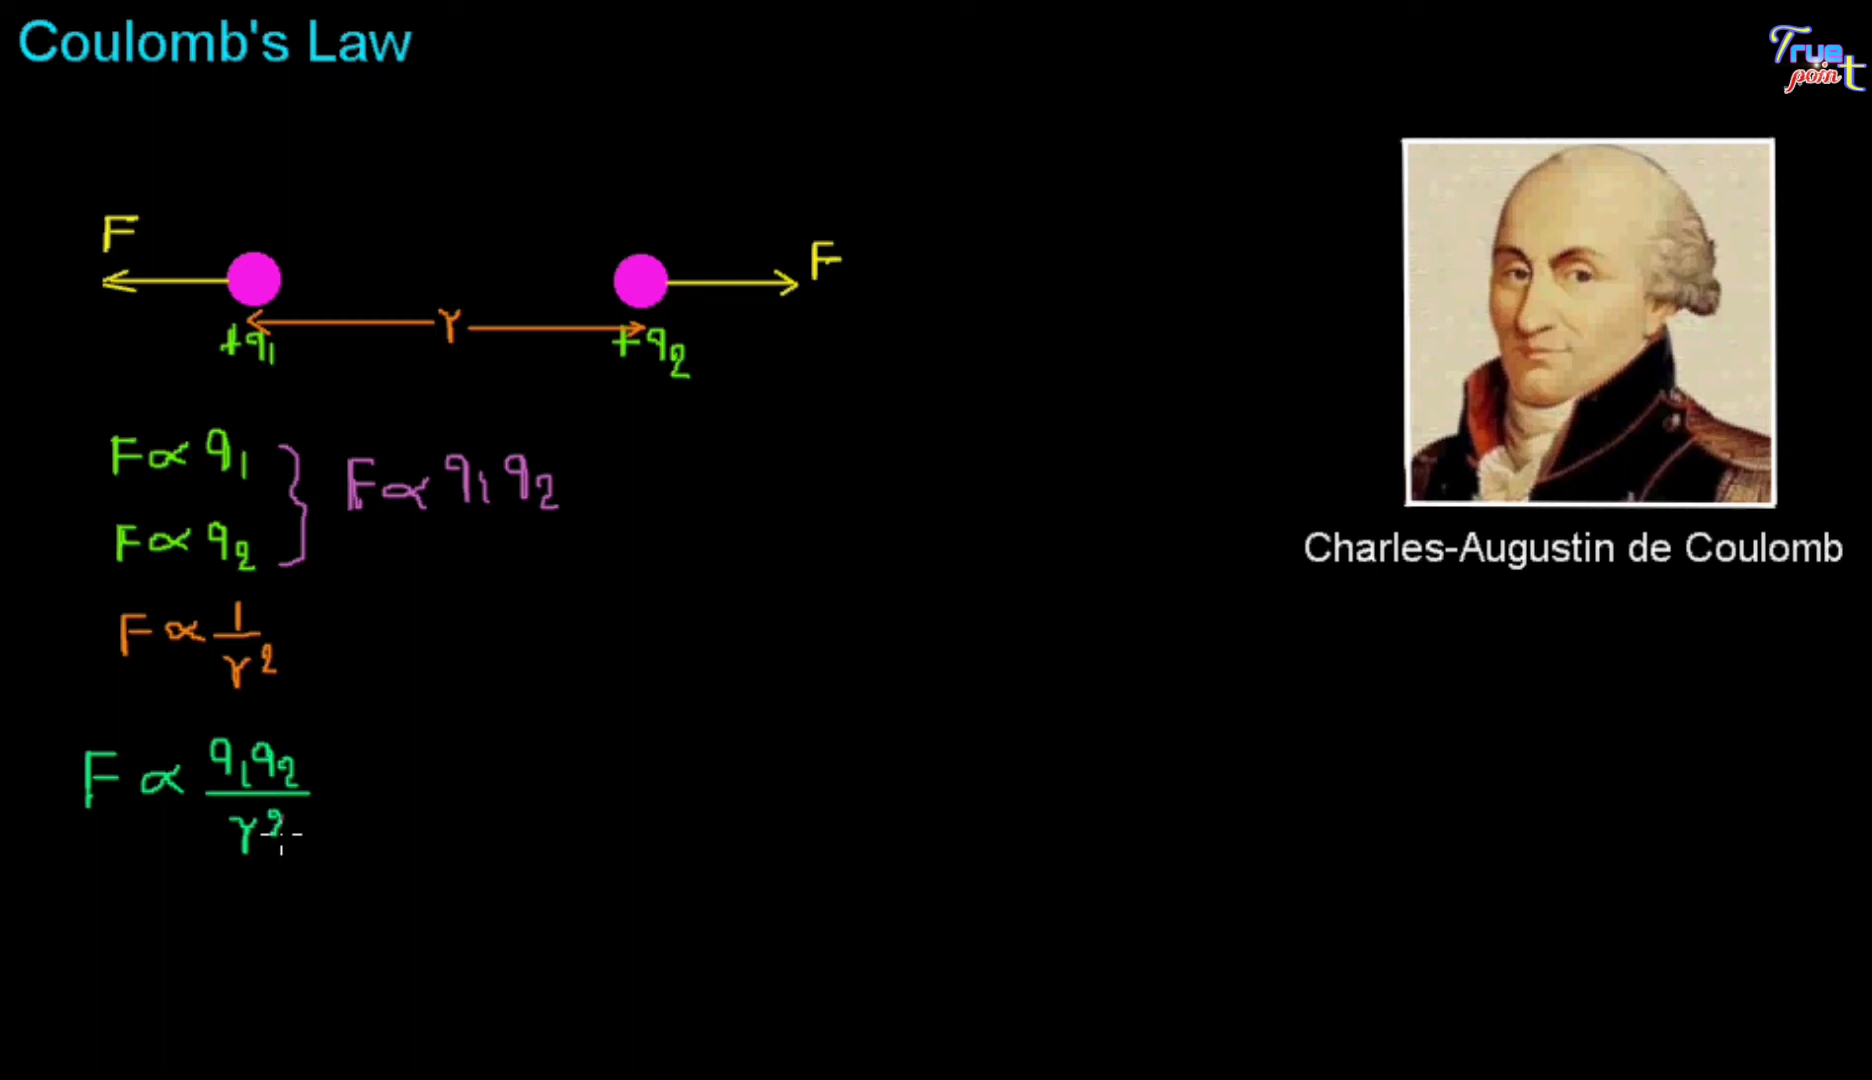 Coulomb's Law
True
point
F
F
r
+q₁
+q₂
F ∝ q₁
F ∝ q₁q₂
F ∝ q₂
F ∝ 1/r²
F ∝ q₁q₂/r²
Charles-Augustin de Coulomb